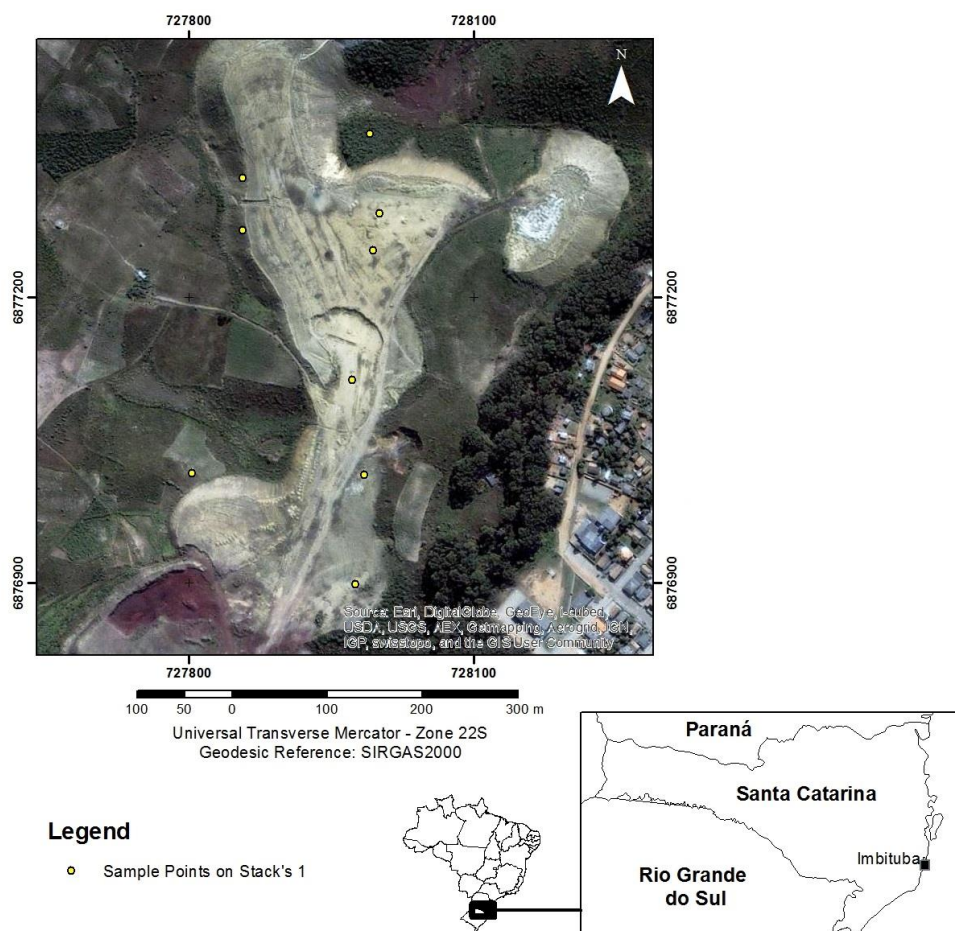 727800 728100
N
6877200 6877200
6876900 6876900
Source: Esri, DigitalGlobe, GeoEye, i-cubed,
USDA, USGS, AEX, Getmapping, Aerogrid, IGN,
IGP, swisstopo, and the GIS User Community
727800 728100
100 50 0 100 200 300 m
Universal Transverse Mercator - Zone 22S
Geodesic Reference: SIRGAS2000
Legend
Sample Points on Stack's 1
Paraná
Santa Catarina
Imbituba
Rio Grande
do Sul